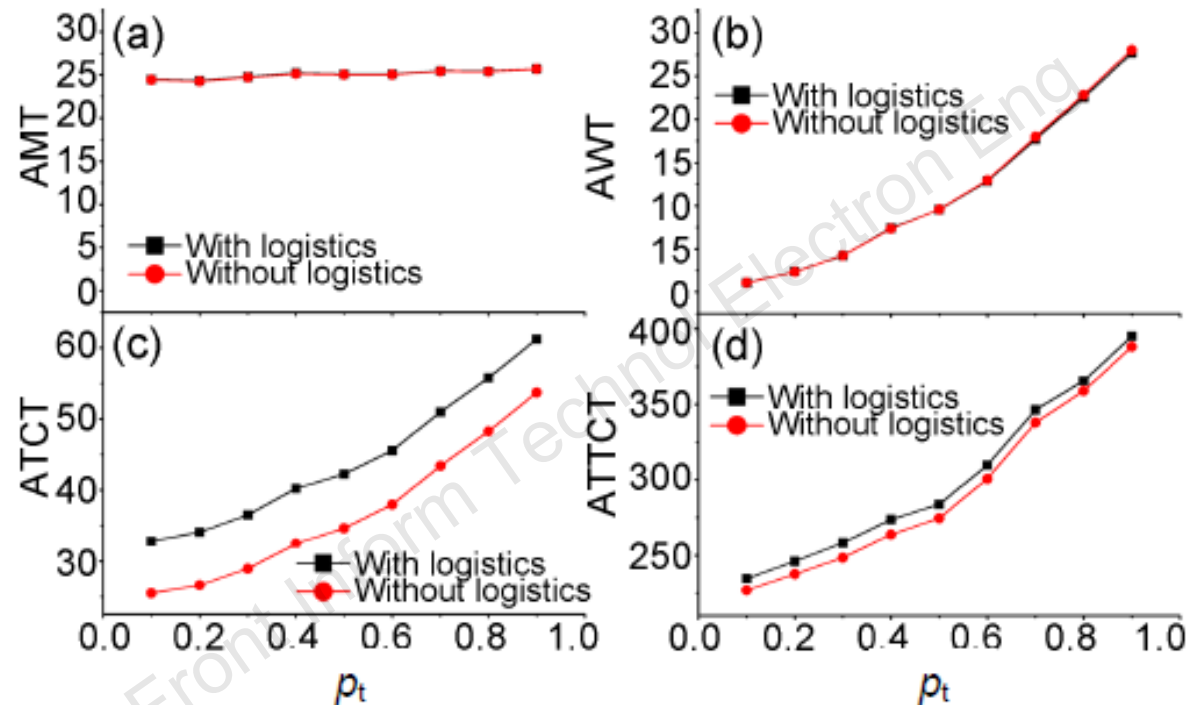 (a)
AMT
30
25
20
15
10
5
0
With logistics
Without logistics
(b)
AWT
30
25
20
15
10
15
0
With logistics
Without logistics
(c)
ATCT
60
50
40
30
With logistics
Without logistics
0.0 0.2 0.4 0.6 0.8 1.0
pt
(d)
ATTCT
400
350
300
250
With logistics
Without logistics
0.0 0.2 0.4 0.6 0.8 1.0
pt
Front Inform Technol Electron Eng